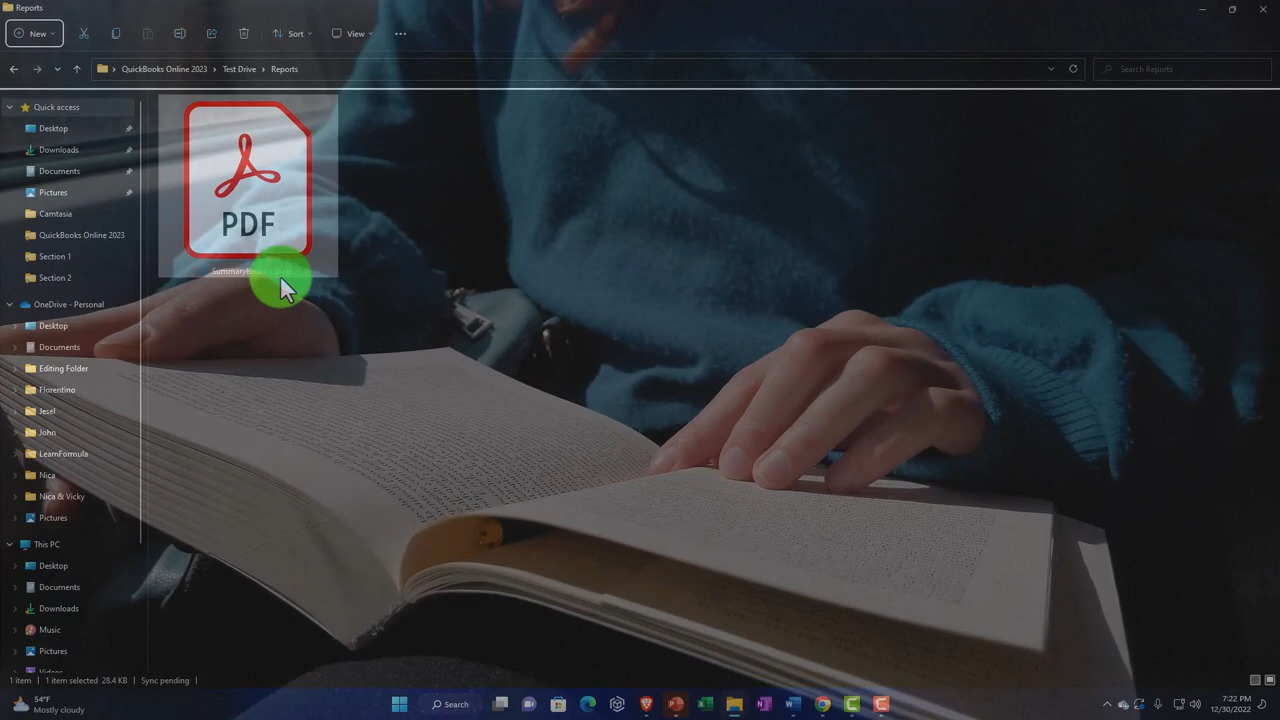 Reports
New
Sort
View
QuickBooks Online 2023 > Test Drive > Reports
Search Reports
Quick access
Desktop
Downloads
Documents
Pictures
Camtasia
QuickBooks Online 2023
Section 1
Section 2
OneDrive - Personal
Desktop
Documents
Editing Folder
Florentino
Jesel
John
LearnFormula
Nica
Nica & Vicky
Pictures
This PC
Desktop
Documents
Downloads
Music
Pictures
Videos
PDF
1 item
1 item selected 28.4 KB
Sync pending
54°F
Mostly cloudy
Search
7:22 PM
12/30/2022